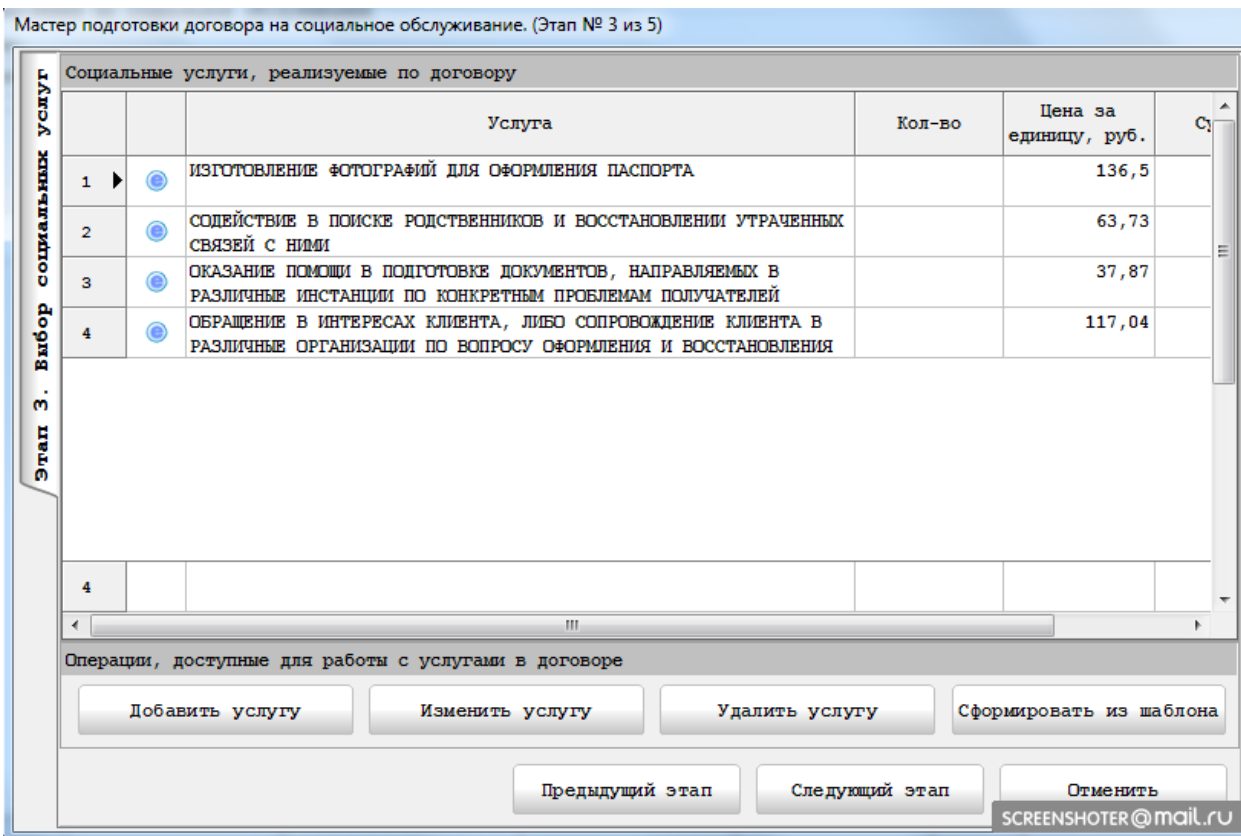 Мастер подготовки договора на социальное обслуживание. (Этап № 3 из 5)
Этап 3. Выбор социальных услуг
Социальные услуги, реализуемые по договору
Услуга
Кол-во
Цена за
единицу, руб.
1
ИЗГОТОВЛЕНИЕ ФОТОГРАФИЙ ДЛЯ ОФОРМЛЕНИЯ ПАСПОРТА
136,5
2
СОДЕЙСТВИЕ В ПОИСКЕ РОДСТВЕННИКОВ И ВОССТАНОВЛЕНИИ УТРАЧЕННЫХ
СВЯЗЕЙ С НИМИ
63,73
3
ОКАЗАНИЕ ПОМОЩИ В ПОДГОТОВКЕ ДОКУМЕНТОВ, НАПРАВЛЯЕМЫХ В
РАЗЛИЧНЫЕ ИНСТАНЦИИ ПО КОНКРЕТНЫМ ПРОБЛЕМАМ ПОЛУЧАТЕЛЕЙ
37,87
4
ОБРАЩЕНИЕ В ИНТЕРЕСАХ КЛИЕНТА, ЛИБО СОПРОВОЖДЕНИЕ КЛИЕНТА В
РАЗЛИЧНЫЕ ОРГАНИЗАЦИИ ПО ВОПРОСУ ОФОРМЛЕНИЯ И ВОССТАНОВЛЕНИЯ
117,04
4
Операции, доступные для работы с услугами в договоре
Добавить услугу
Изменить услугу
Удалить услугу
Сформировать из шаблона
Предыдущий этап
Следующий этап
Отменить
SCREENSHOTER@mail.ru